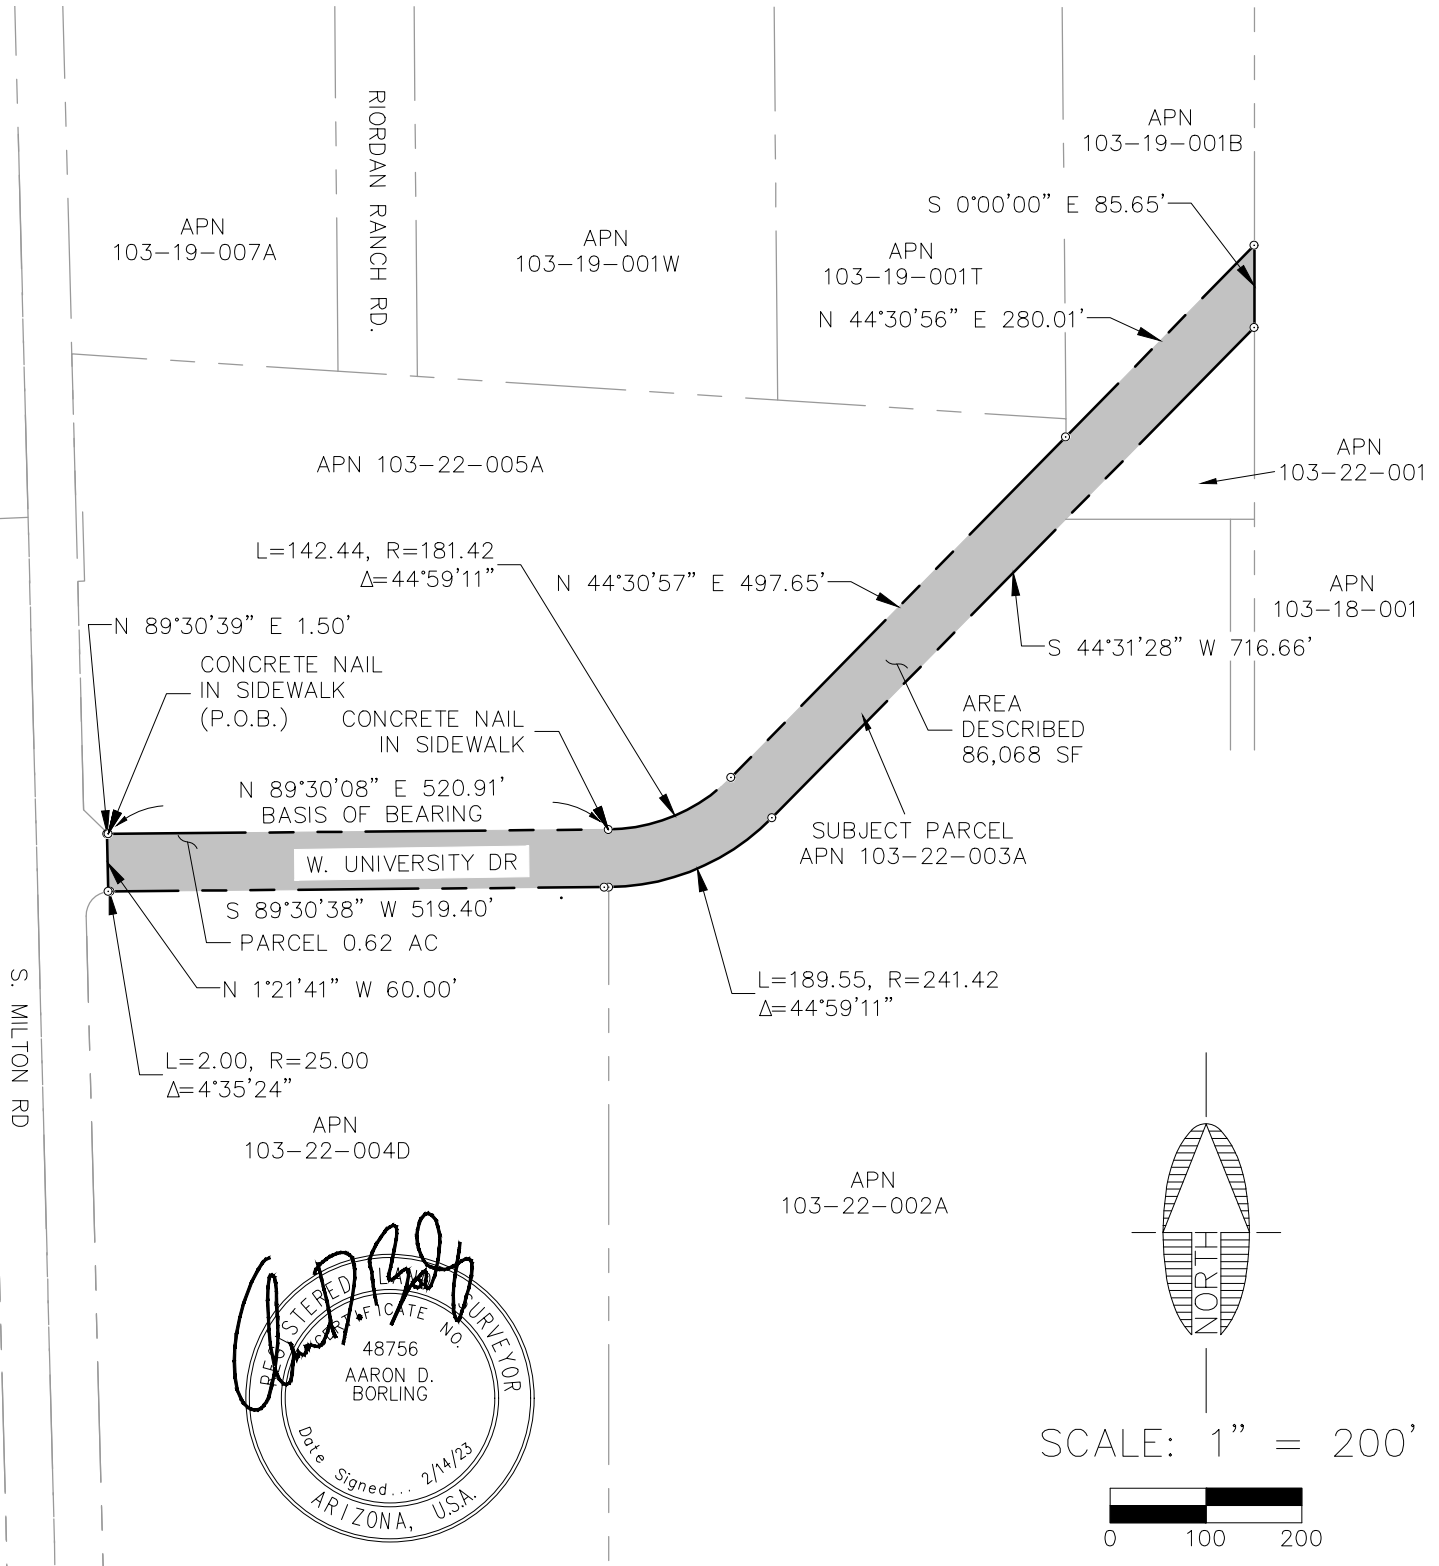 APN
103-19-001B
S 0°00'00" E 85.65'
RIORDAN RANCH RD.
APN
103-19-007A
APN
103-19-001W
APN
103-19-001T
N 44°30'56" E 280.01'
APN 103-22-005A
APN
103-22-001
L=142.44, R=181.42
Δ=44°59'11"
N 44°30'57" E 497.65'
APN
103-18-001
N 89°30'39" E 1.50'
S 44°31'28" W 716.66'
CONCRETE NAIL
IN SIDEWALK
(P.O.B.)
CONCRETE NAIL
IN SIDEWALK
AREA
DESCRIBED
86,068 SF
N 89°30'08" E 520.91'
BASIS OF BEARING
SUBJECT PARCEL
APN 103-22-003A
W. UNIVERSITY DR
S 89°30'38" W 519.40'
PARCEL 0.62 AC
N 1°21'41" W 60.00'
L=189.55, R=241.42
Δ=44°59'11"
S. MILTON RD
L=2.00, R=25.00
Δ=4°35'24"
APN
103-22-004D
APN
103-22-002A
REGISTERED LAND SURVEYOR
CERTIFICATE NO.
48756
AARON D.
BORLING
Date Signed... 2/14/23
ARIZONA, U.S.A.
NORTH
SCALE: 1" = 200'
0 100 200